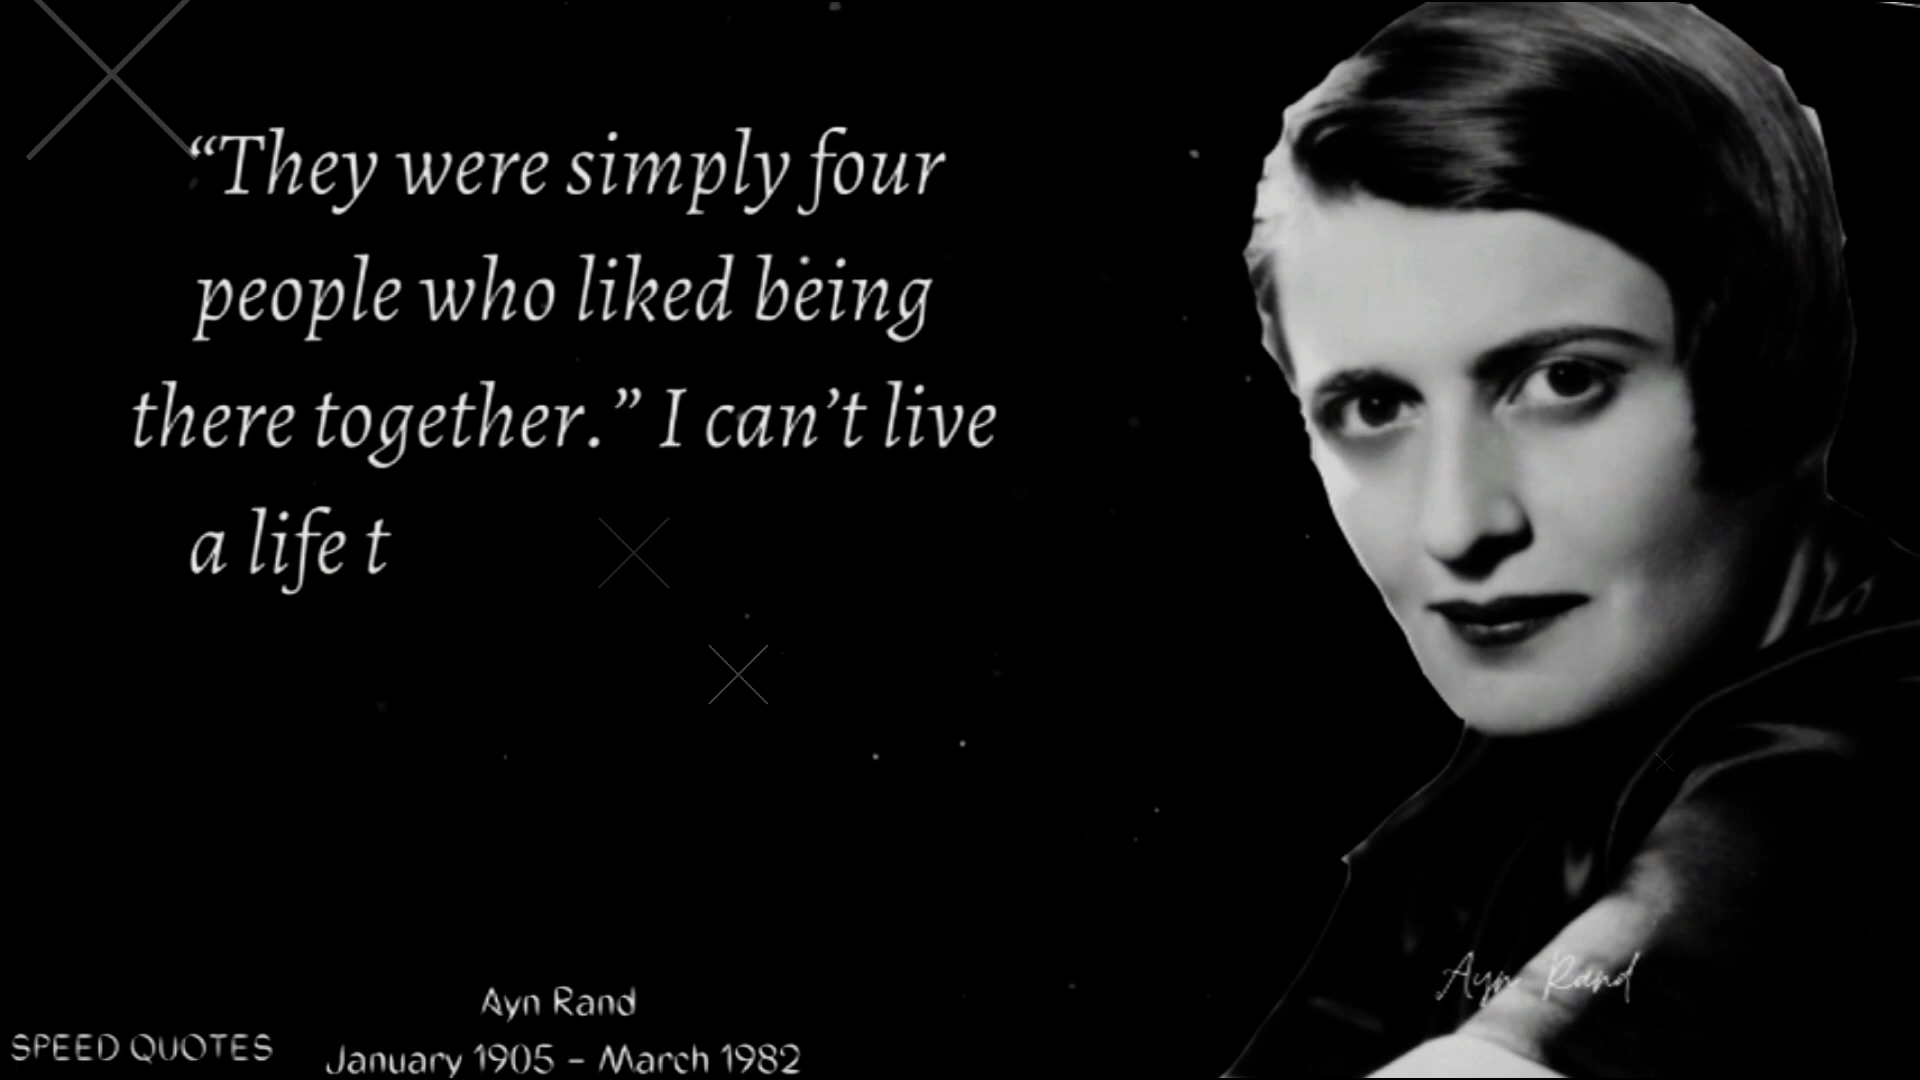 “They were simply four
people who liked being
there together.” I can’t live
a life t
Ayn Rand
Ayn Rand
SPEED QUOTES
January 1905 – March 1982